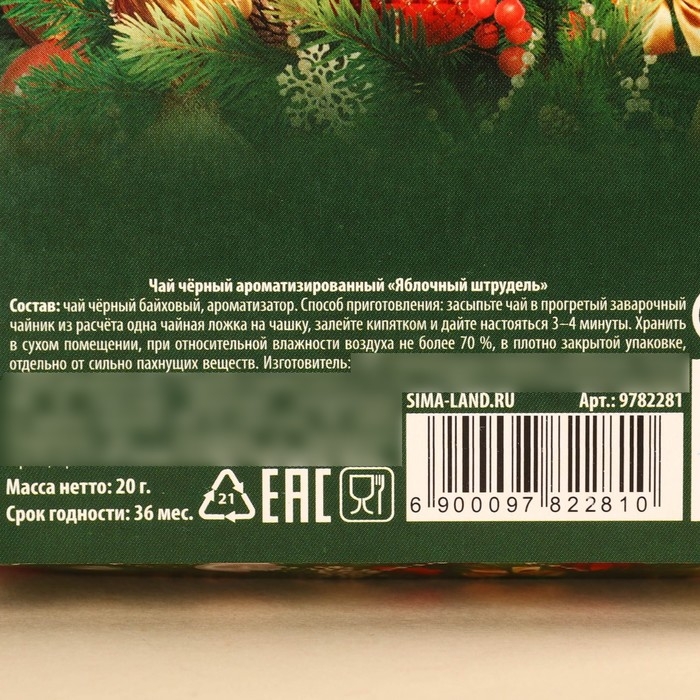 Чай чёрный ароматизированный «Яблочный штрудель»
Состав: чай чёрный байховый, ароматизатор. Способ приготовления: засыпьте чай в прогретый заварочный
чайник из расчёта одна чайная ложка на чашку, залейте кипятком и дайте настояться 3–4 минуты. Хранить
в сухом помещении, при относительной влажности воздуха не более 70 %, в плотно закрытой упаковке,
отдельно от сильно пахнущих веществ. Изготовитель:
SIMA-LAND.RU Арт.: 9782281
6 900097 822810
Масса нетто: 20 г.
Срок годности: 36 мес.
21
EAC